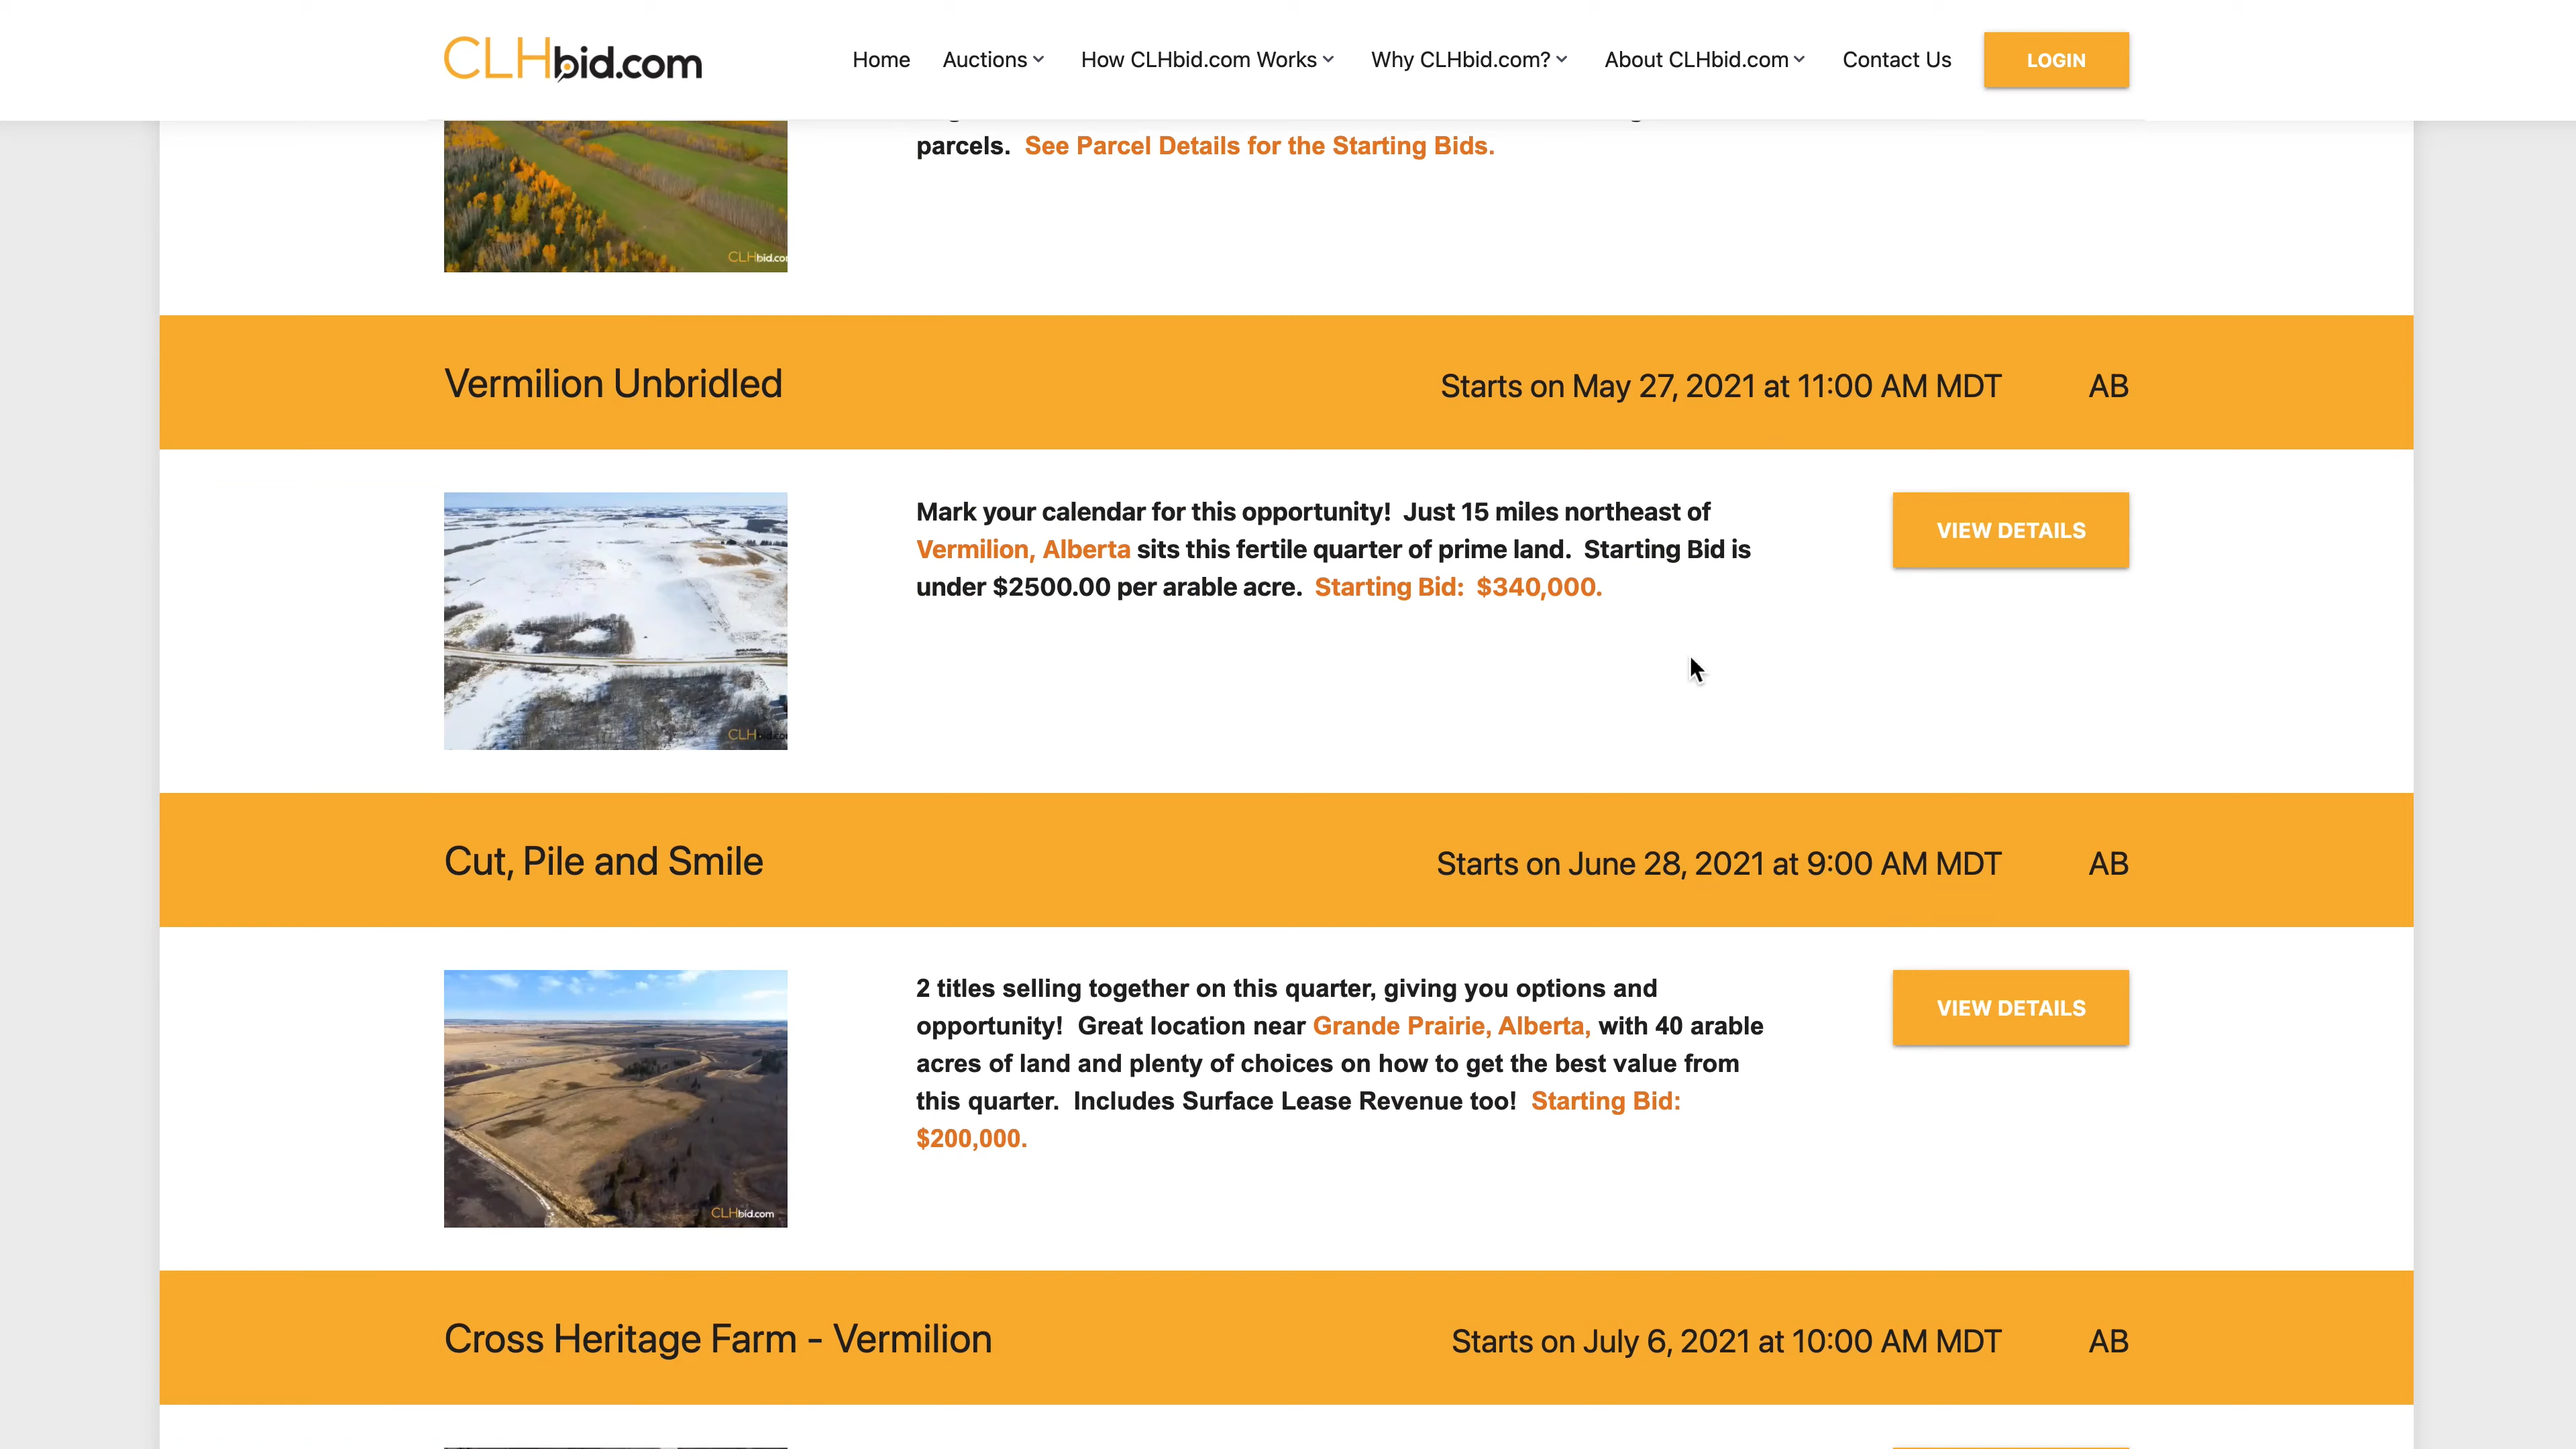 CLHbid.com
Home Auctions How CLHbid.com Works Why CLHbid.com? About CLHbid.com Contact Us LOGIN
parcels. See Parcel Details for the Starting Bids.
CLHbid.co
Vermilion Unbridled Starts on May 27, 2021 at 11:00 AM MDT AB
Mark your calendar for this opportunity! Just 15 miles northeast of
Vermilion, Alberta sits this fertile quarter of prime land. Starting Bid is
under $2500.00 per arable acre. Starting Bid: $340,000.
VIEW DETAILS
CLHbid.co
Cut, Pile and Smile Starts on June 28, 2021 at 9:00 AM MDT AB
2 titles selling together on this quarter, giving you options and
opportunity! Great location near Grande Prairie, Alberta, with 40 arable
acres of land and plenty of choices on how to get the best value from
this quarter. Includes Surface Lease Revenue too! Starting Bid:
$200,000.
VIEW DETAILS
CLHbid.com
Cross Heritage Farm - Vermilion Starts on July 6, 2021 at 10:00 AM MDT AB